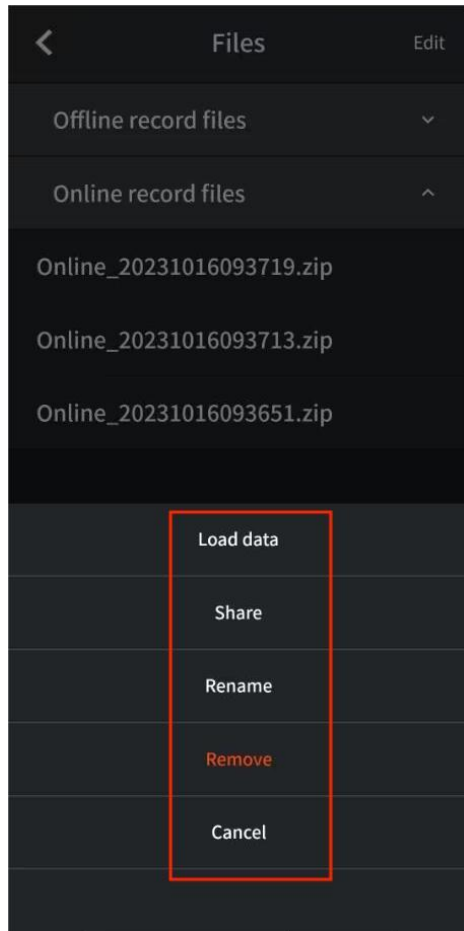 Files Edit
Offline record files
Online record files
Online_20231016093719.zip
Online_20231016093713.zip
Online_20231016093651.zip
Load data
Share
Rename
Remove
Cancel